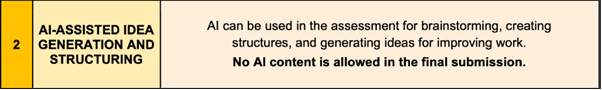 2
AI-ASSISTED IDEA
GENERATION AND
STRUCTURING
AI can be used in the assessment for brainstorming, creating
structures, and generating ideas for improving work.
No AI content is allowed in the final submission.